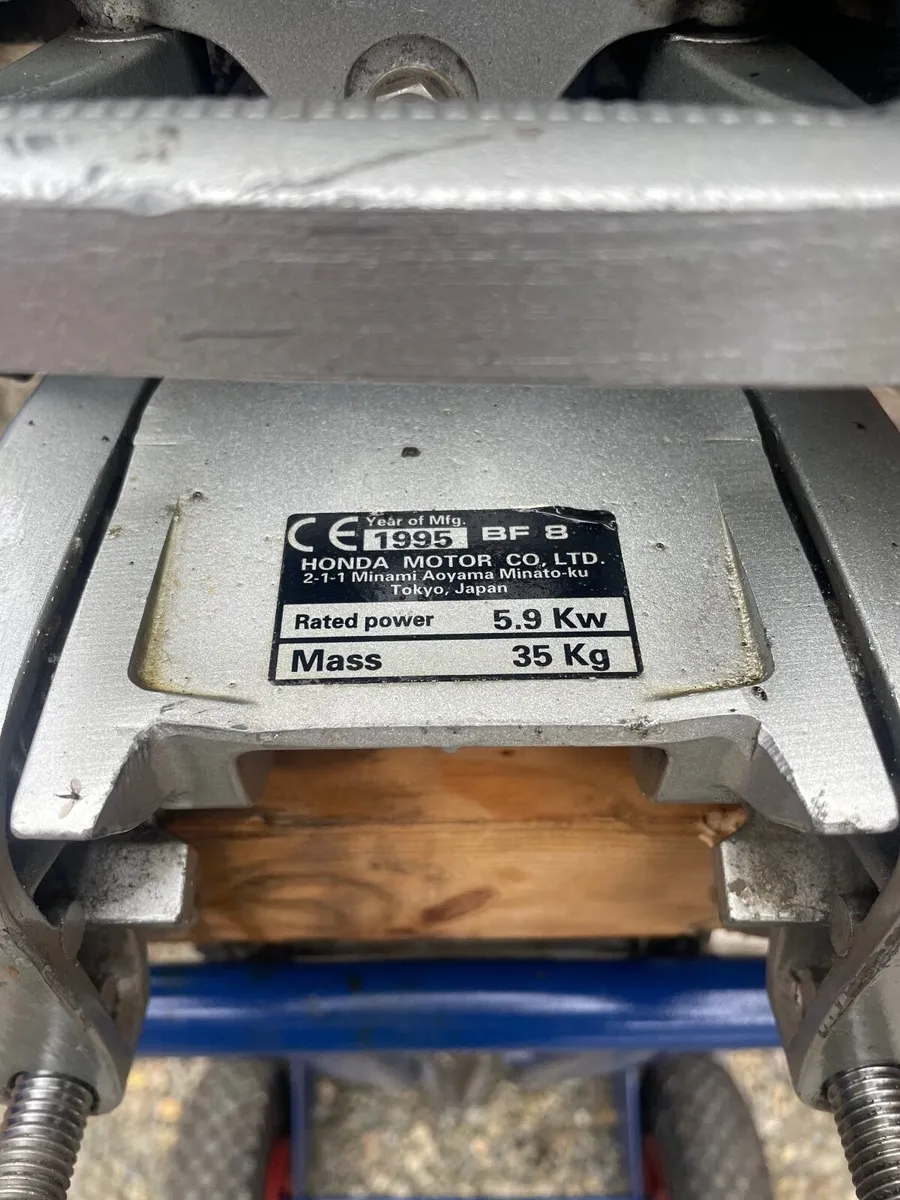 CE Year of Mfg. BF 8
1995
HONDA MOTOR CO, LTD.
2-1-1 Minami Aoyama Minato-ku
Tokyo, Japan
Rated power 5.9 Kw
Mass 35 Kg